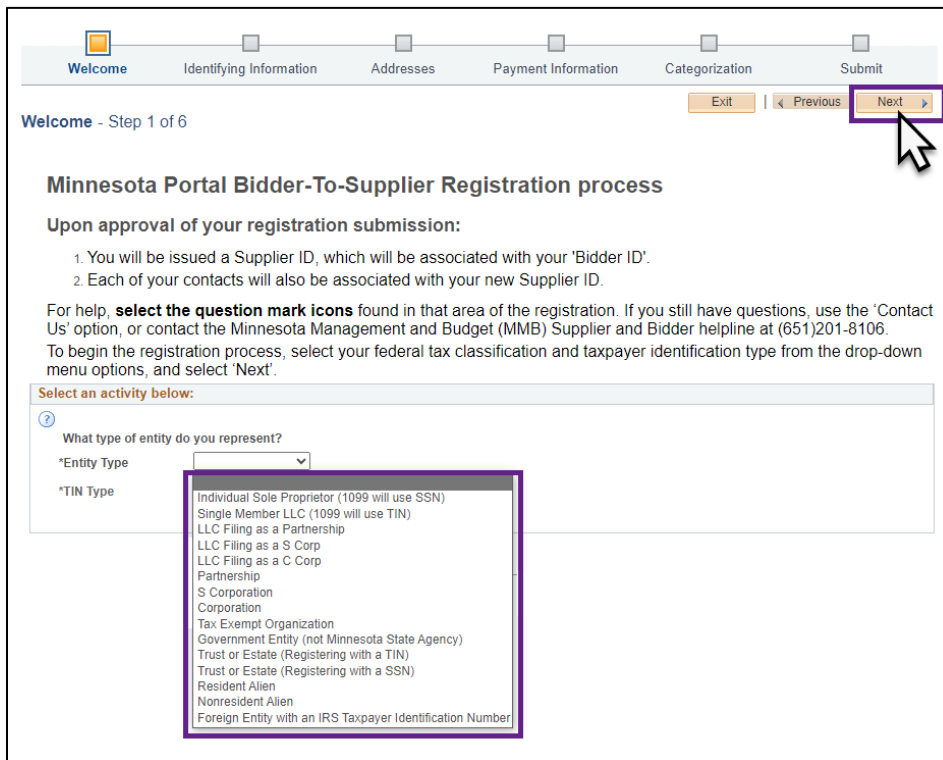 Welcome Identifying Information Addresses Payment Information Categorization Submit
Exit | Previous Next
Welcome - Step 1 of 6
Minnesota Portal Bidder-To-Supplier Registration process
Upon approval of your registration submission:
1. You will be issued a Supplier ID, which will be associated with your 'Bidder ID'.
2. Each of your contacts will also be associated with your new Supplier ID.
For help, select the question mark icons found in that area of the registration. If you still have questions, use the ‘Contact
Us’ option, or contact the Minnesota Management and Budget (MMB) Supplier and Bidder helpline at (651)201-8106.
To begin the registration process, select your federal tax classification and taxpayer identification type from the drop-down
menu options, and select ‘Next’.
Select an activity below:
?
What type of entity do you represent?
*Entity Type
*TIN Type
Individual Sole Proprietor (1099 will use SSN)
Single Member LLC (1099 will use TIN)
LLC Filing as a Partnership
LLC Filing as a S Corp
LLC Filing as a C Corp
Partnership
S Corporation
Corporation
Tax Exempt Organization
Government Entity (not Minnesota State Agency)
Trust or Estate (Registering with a TIN)
Trust or Estate (Registering with a SSN)
Resident Alien
Nonresident Alien
Foreign Entity with an IRS Taxpayer Identification Number